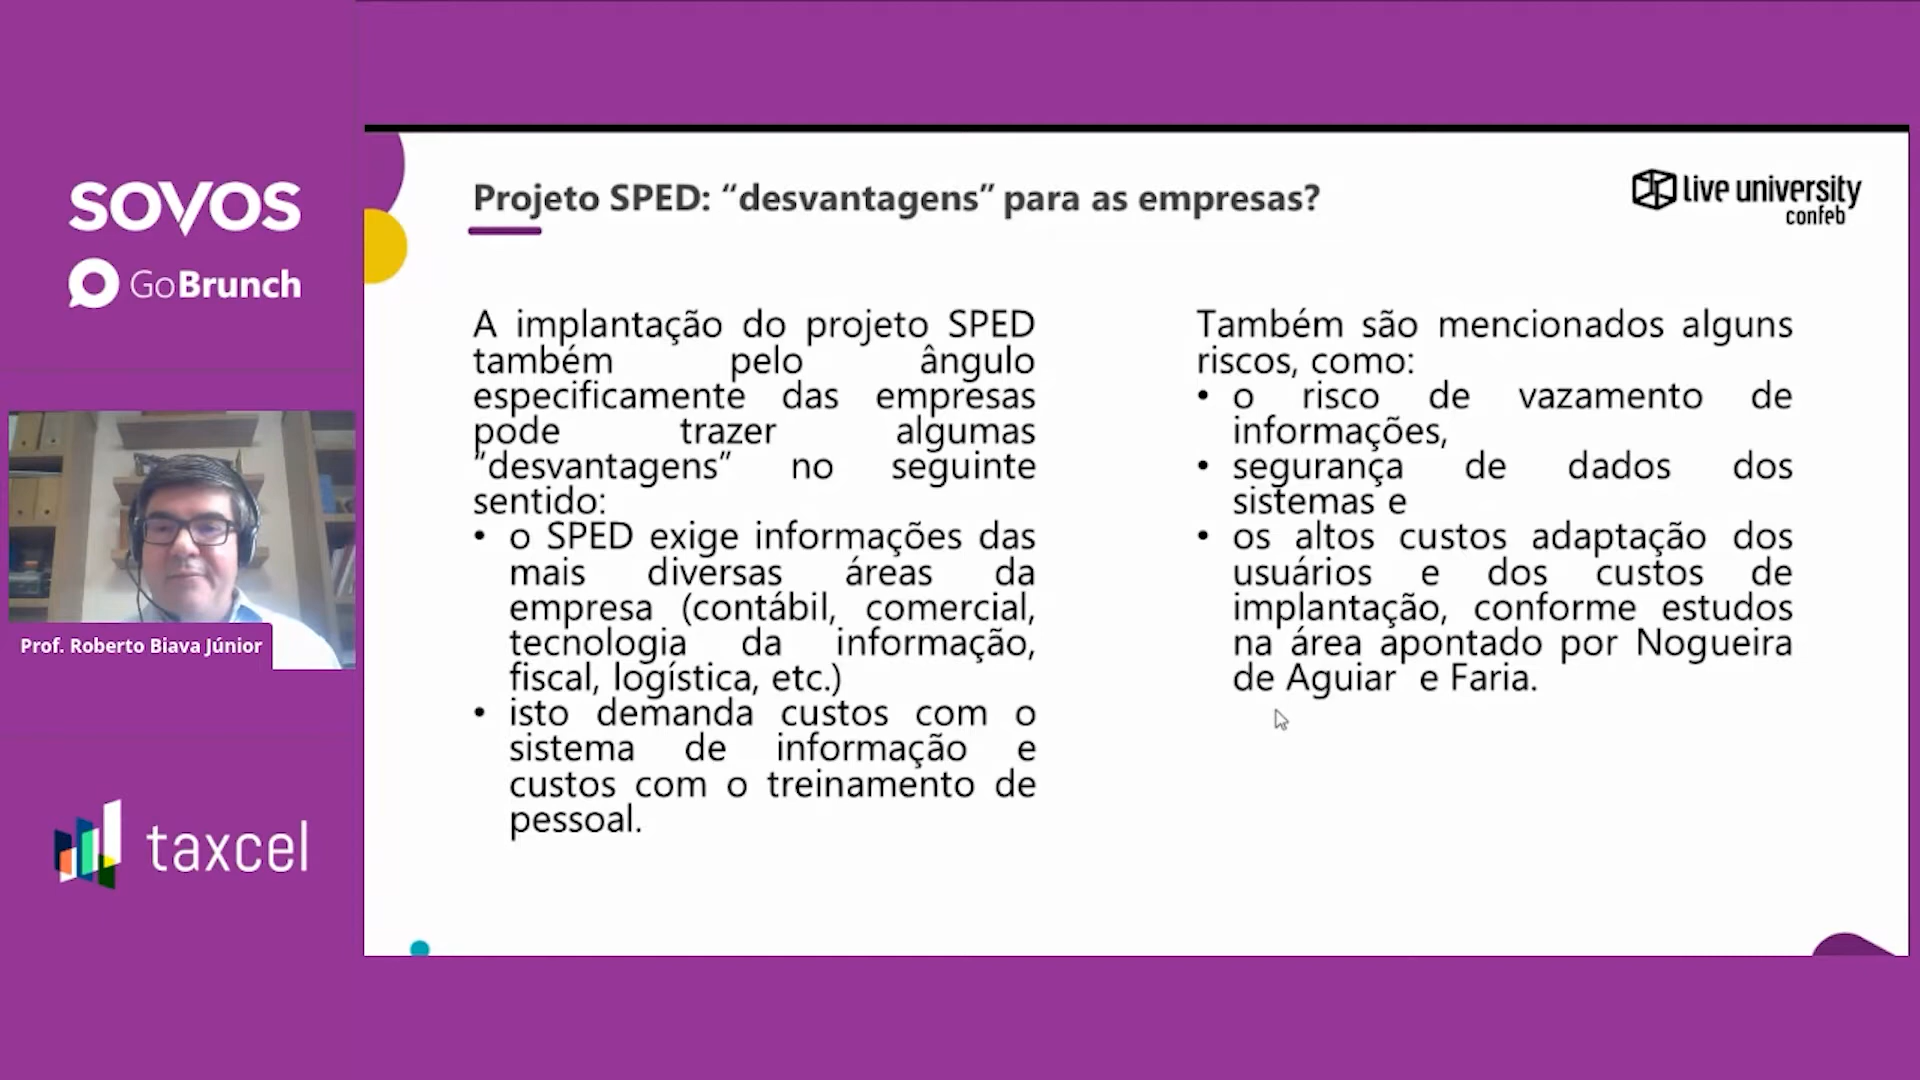 SOVOS
GoBrunch
Prof. Roberto Biava Júnior
taxcel
Projeto SPED: “desvantagens” para as empresas?
live university
confeb
A implantação do projeto SPED
também pelo ângulo
especificamente das empresas
pode trazer algumas
“desvantagens” no seguinte
sentido:
• o SPED exige informações das
mais diversas áreas da
empresa (contábil, comercial,
tecnologia da informação,
fiscal, logística, etc.)
• isto demanda custos com o
sistema de informação e
custos com o treinamento de
pessoal.
Também são mencionados alguns
riscos, como:
• o risco de vazamento de
informações,
• segurança de dados dos
sistemas e
• os altos custos adaptação dos
usuários e dos custos de
implantação, conforme estudos
na área apontado por Nogueira
de Aguiar e Faria.